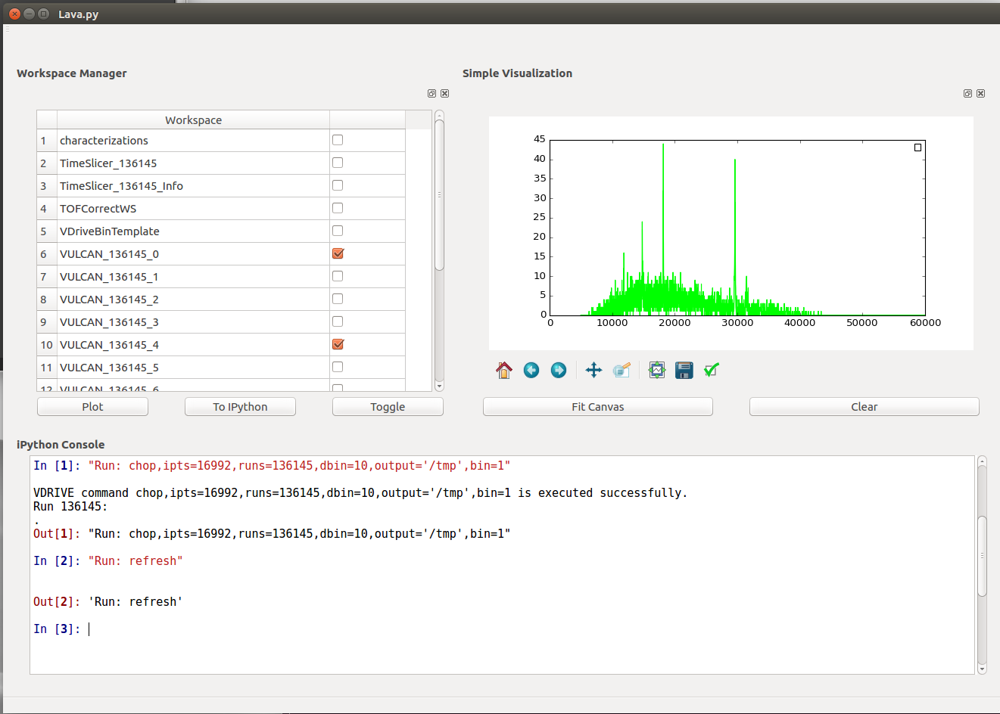 Lava.py
Workspace Manager
Workspace
1 characterizations
2 TimeSlicer_136145
3 TimeSlicer_136145_Info
4 TOFCorrectWS
5 VDriveBinTemplate
6 VULCAN_136145_0
7 VULCAN_136145_1
8 VULCAN_136145_2
9 VULCAN_136145_3
10 VULCAN_136145_4
11 VULCAN_136145_5
12 VULCAN_136145_6
Plot To IPython Toggle
Simple Visualization
45
40
35
30
25
20
15
10
5
0
0 10000 20000 30000 40000 50000 60000
Fit Canvas Clear
iPython Console
In [1]: "Run: chop,ipts=16992,runs=136145,dbin=10,output='/tmp',bin=1"
VDRIVE command chop,ipts=16992,runs=136145,dbin=10,output='/tmp',bin=1 is executed successfully.
Run 136145:
.
Out[1]: "Run: chop,ipts=16992,runs=136145,dbin=10,output='/tmp',bin=1"
In [2]: "Run: refresh"
Out[2]: 'Run: refresh'
In [3]: